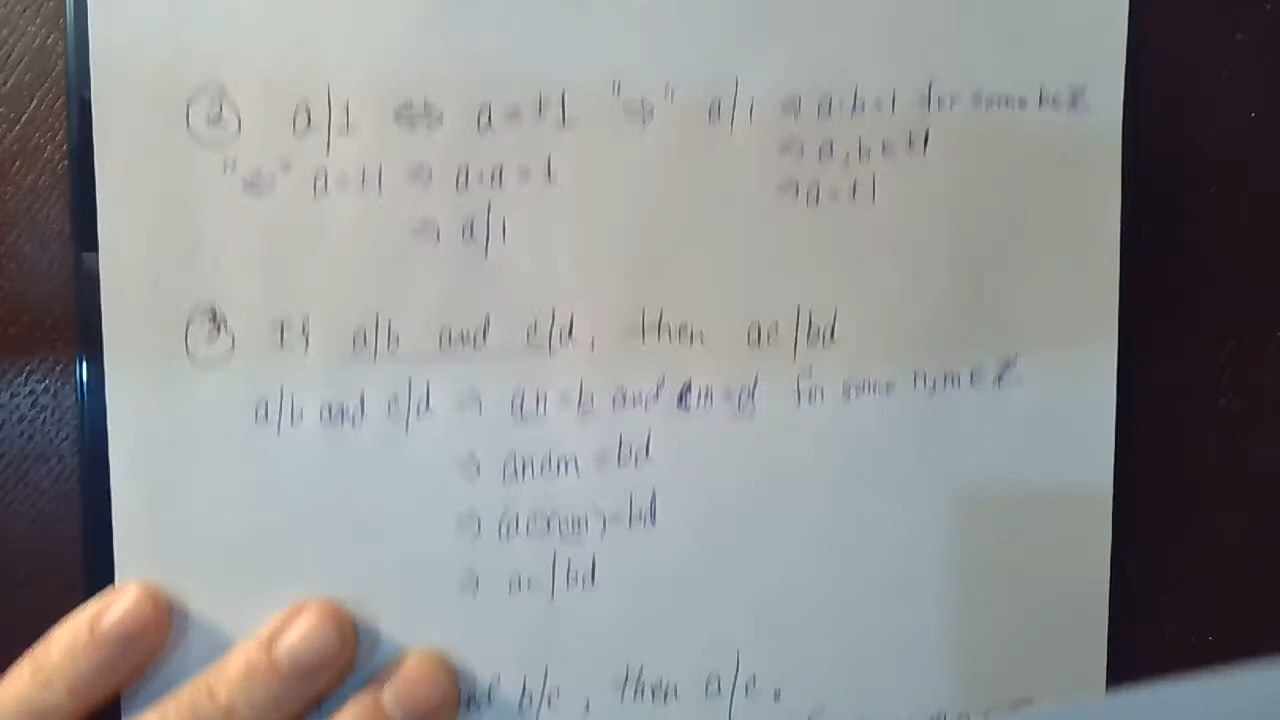 ② a|1 ⇔ a=±1 "⇒" a|1 ⇒ a·b=1 for some b∈Z
⇒ a,b=±1
"⇐" a=±1 ⇒ a·a=1
⇒ a=±1
⇒ a|1
③ If a|b and c|d, then ac|bd
a|b and c|d ⇒ an=b and cm=d for some n,m∈Z
⇒ ancm=bd
⇒ (ac)(nm)=bd
⇒ ac|bd
b|c, then a|c.